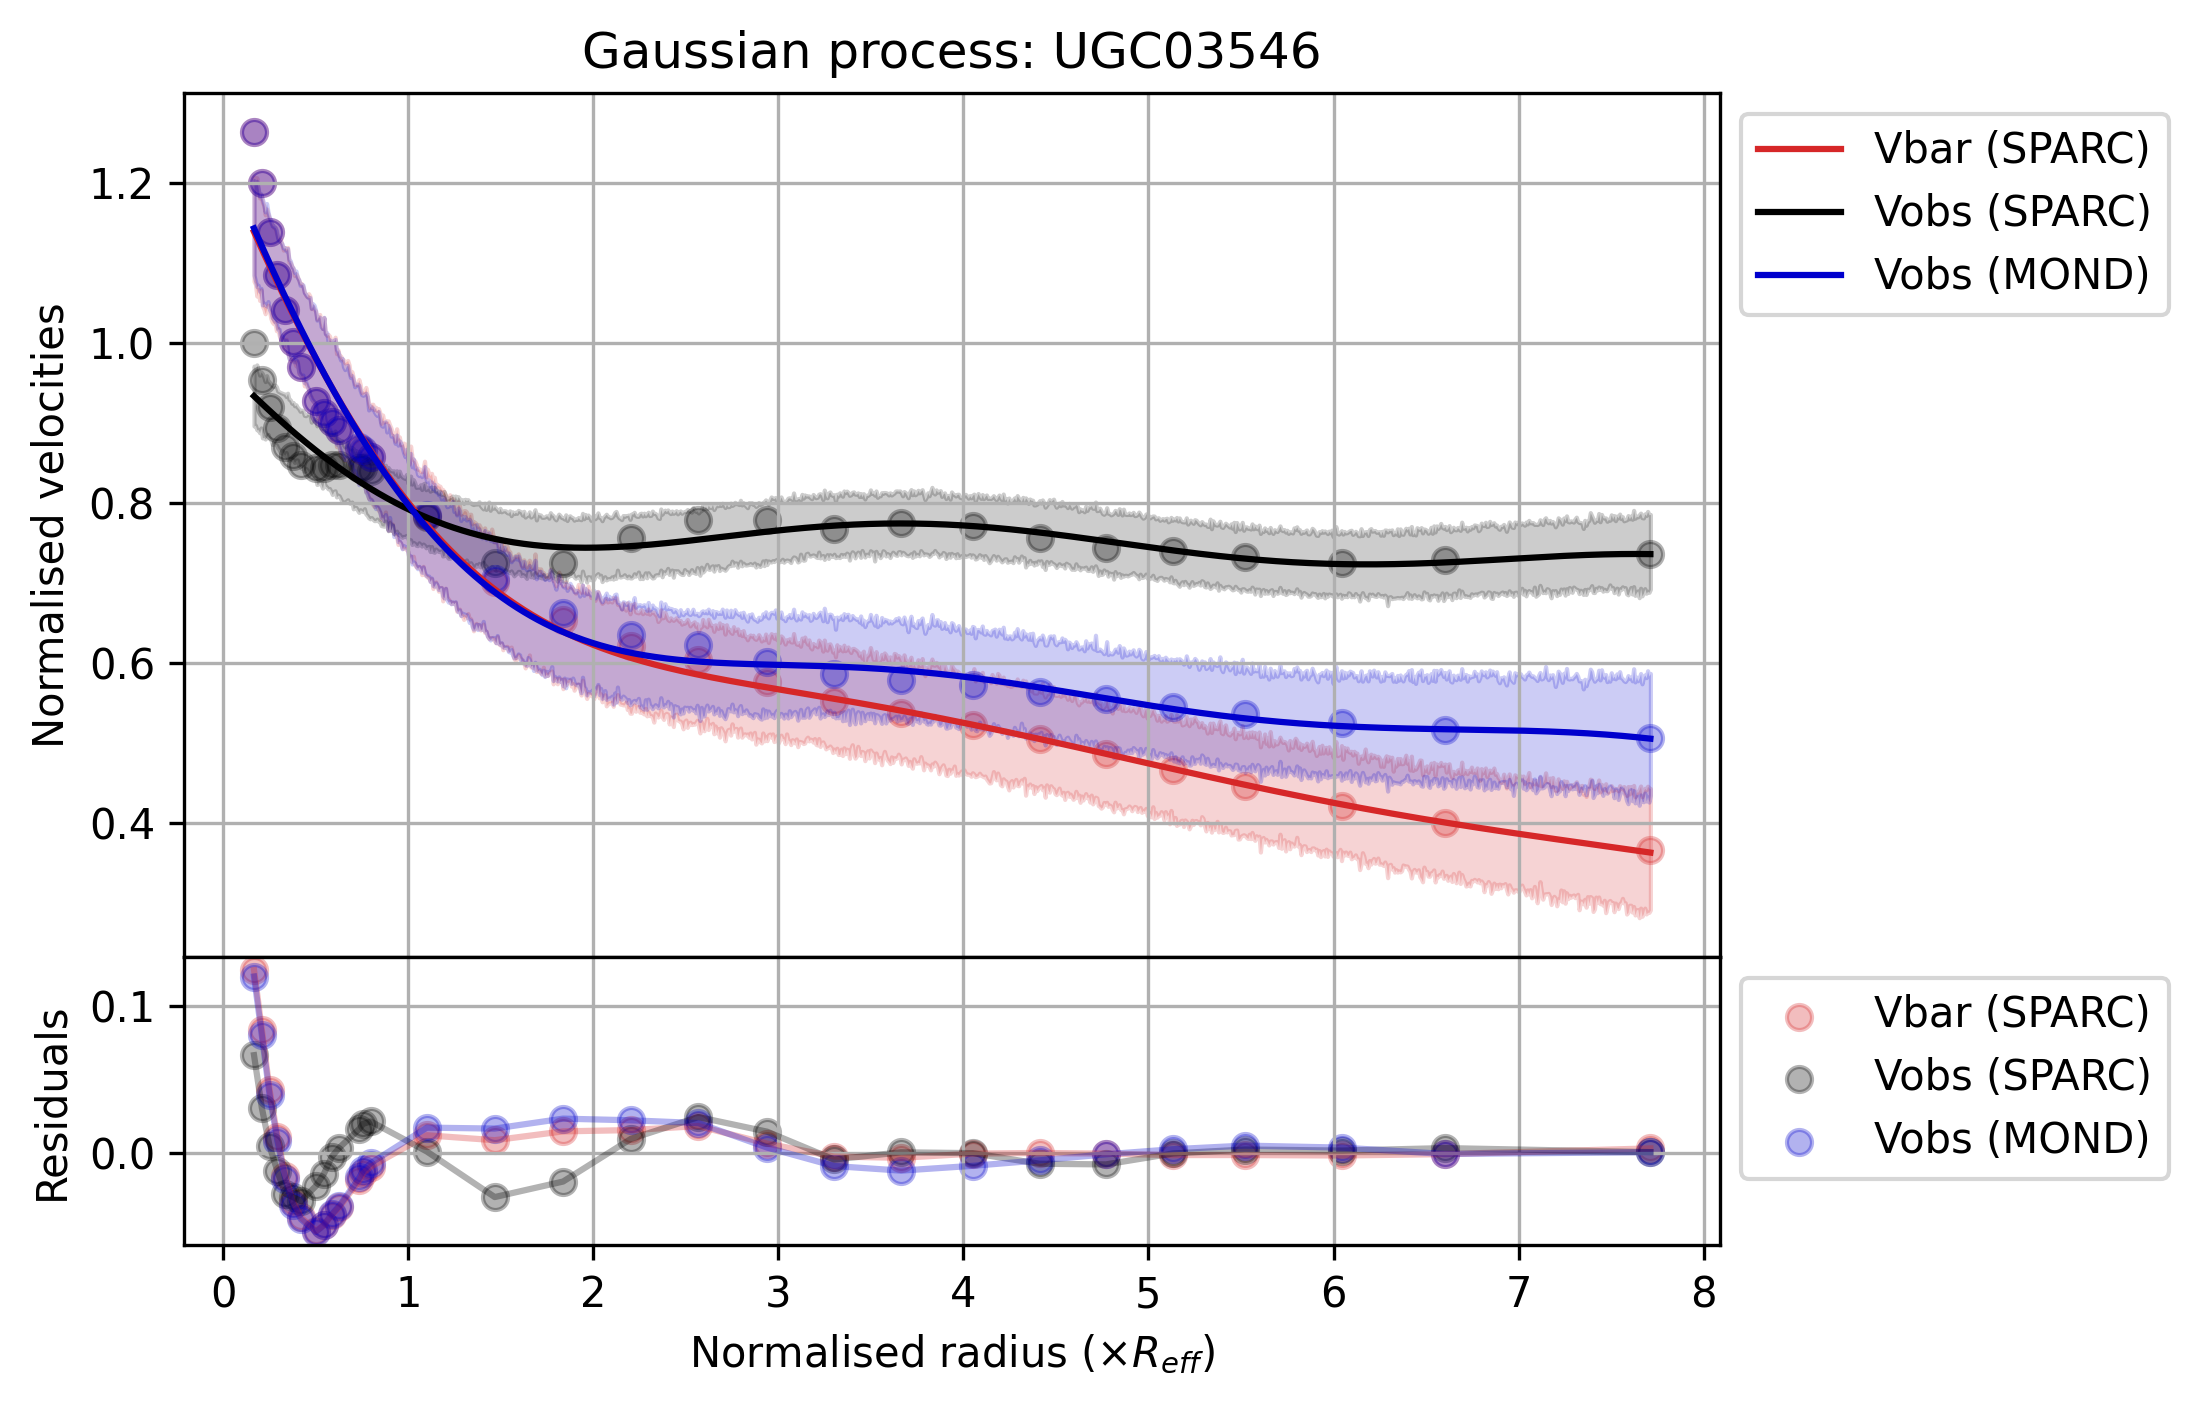 Gaussian process: UGC03546
Normalised velocities
1.2
1.0
0.8
0.6
0.4
Vbar (SPARC)
Vobs (SPARC)
Vobs (MOND)
Residuals
0.1
0.0
Vbar (SPARC)
Vobs (SPARC)
Vobs (MOND)
0 1 2 3 4 5 6 7 8
Normalised radius (×R_eff)